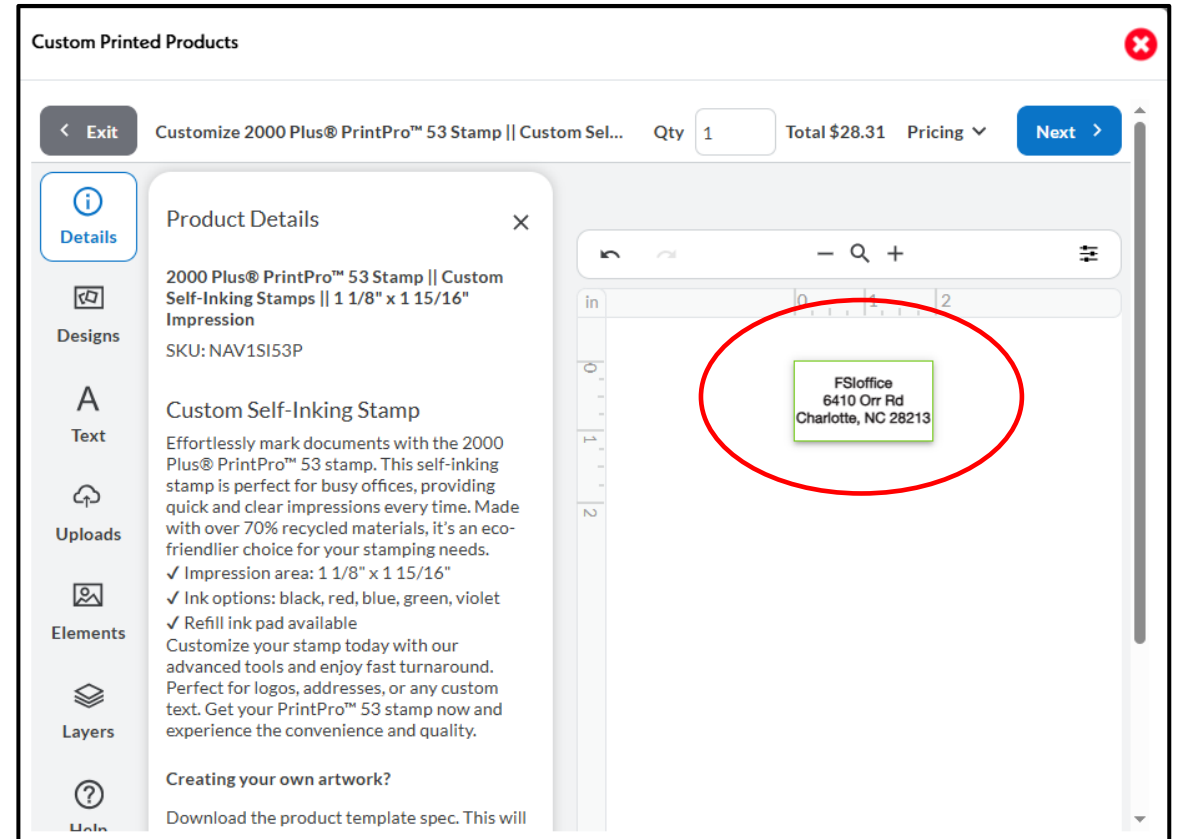 Custom Printed Products
Exit
Customize 2000 Plus® PrintPro™ 53 Stamp || Custom Sel...
Qty
1
Total $28.31
Pricing
Next
Details
Designs
Text
Uploads
Elements
Layers
Help
Product Details
2000 Plus® PrintPro™ 53 Stamp || Custom
Self-Inking Stamps || 1 1/8" x 1 15/16"
Impression
SKU: NAV1SI53P
Custom Self-Inking Stamp
Effortlessly mark documents with the 2000
Plus® PrintPro™ 53 stamp. This self-inking
stamp is perfect for busy offices, providing
quick and clear impressions every time. Made
with over 70% recycled materials, it's an eco-
friendlier choice for your stamping needs.
✓ Impression area: 1 1/8" x 1 15/16"
✓ Ink options: black, red, blue, green, violet
✓ Refill ink pad available
Customize your stamp today with our
advanced tools and enjoy fast turnaround.
Perfect for logos, addresses, or any custom
text. Get your PrintPro™ 53 stamp now and
experience the convenience and quality.
Creating your own artwork?
Download the product template spec. This will
in
0 1 2
0
1
2
FSIoffice
6410 Orr Rd
Charlotte, NC 28213